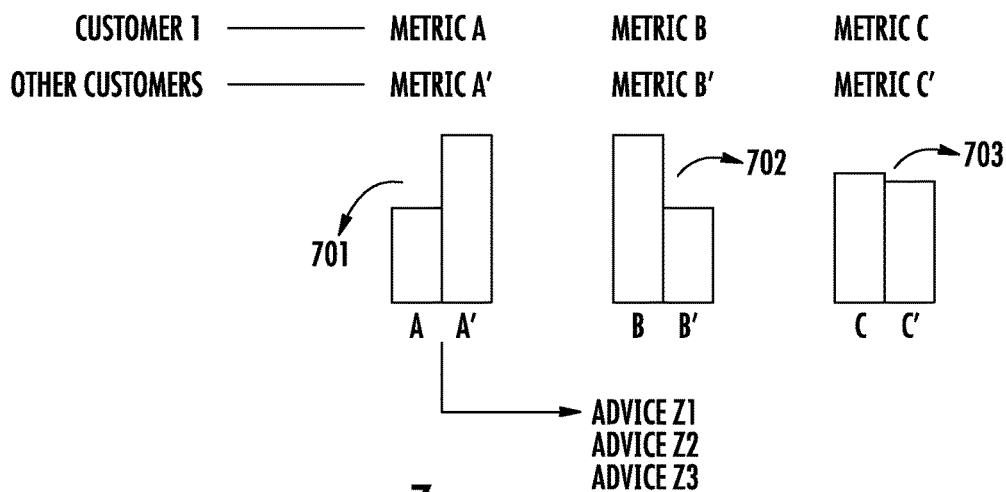 CUSTOMER 1 METRIC A METRIC B METRIC C
OTHER CUSTOMERS METRIC A' METRIC B' METRIC C'
701 702 703
A A' B B' C C'
ADVICE Z1
ADVICE Z2
ADVICE Z3